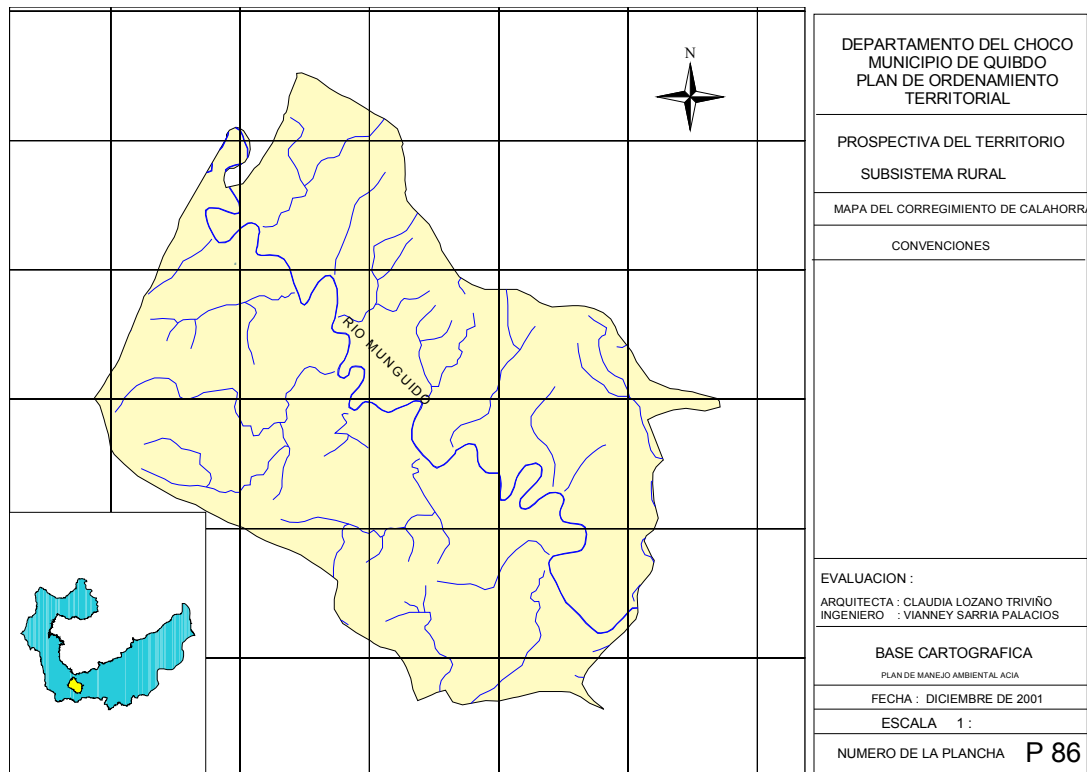 N
RIO MUNGUIDO
DEPARTAMENTO DEL CHOCO
MUNICIPIO DE QUIBDO
PLAN DE ORDENAMIENTO
TERRITORIAL
PROSPECTIVA DEL TERRITORIO
SUBSISTEMA RURAL
MAPA DEL CORREGIMIENTO DE CALAHORRA
CONVENCIONES
EVALUACION :
ARQUITECTA : CLAUDIA LOZANO TRIVIÑO
INGENIERO : VIANNEY SARRIA PALACIOS
BASE CARTOGRAFICA
PLAN DE MANEJO AMBIENTAL ACIA
FECHA : DICIEMBRE DE 2001
ESCALA 1 :
NUMERO DE LA PLANCHA P 86